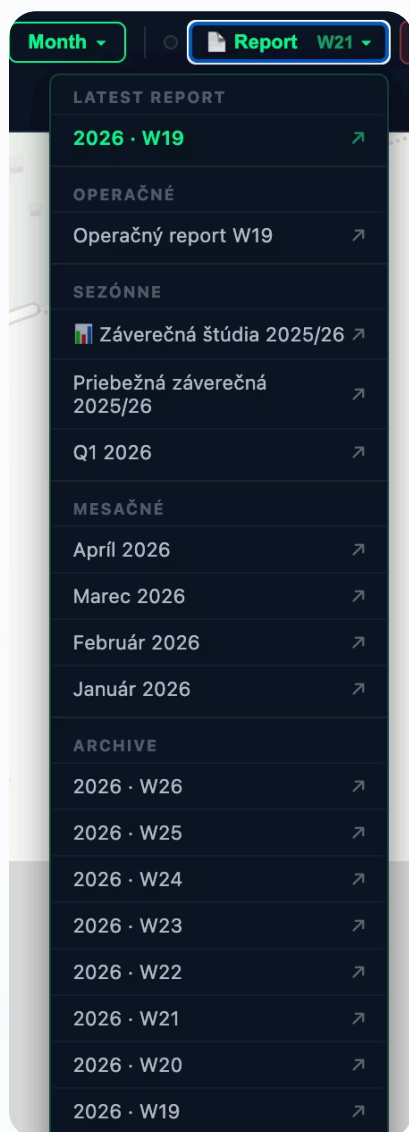 Month
Report W21
LATEST REPORT
2026 · W19
OPERAČNÉ
Operačný report W19
SEZÓNNE
Záverečná štúdia 2025/26
Priebežná záverečná
2025/26
Q1 2026
MESAČNÉ
Apríl 2026
Marec 2026
Február 2026
Január 2026
ARCHIVE
2026 · W26
2026 · W25
2026 · W24
2026 · W23
2026 · W22
2026 · W21
2026 · W20
2026 · W19